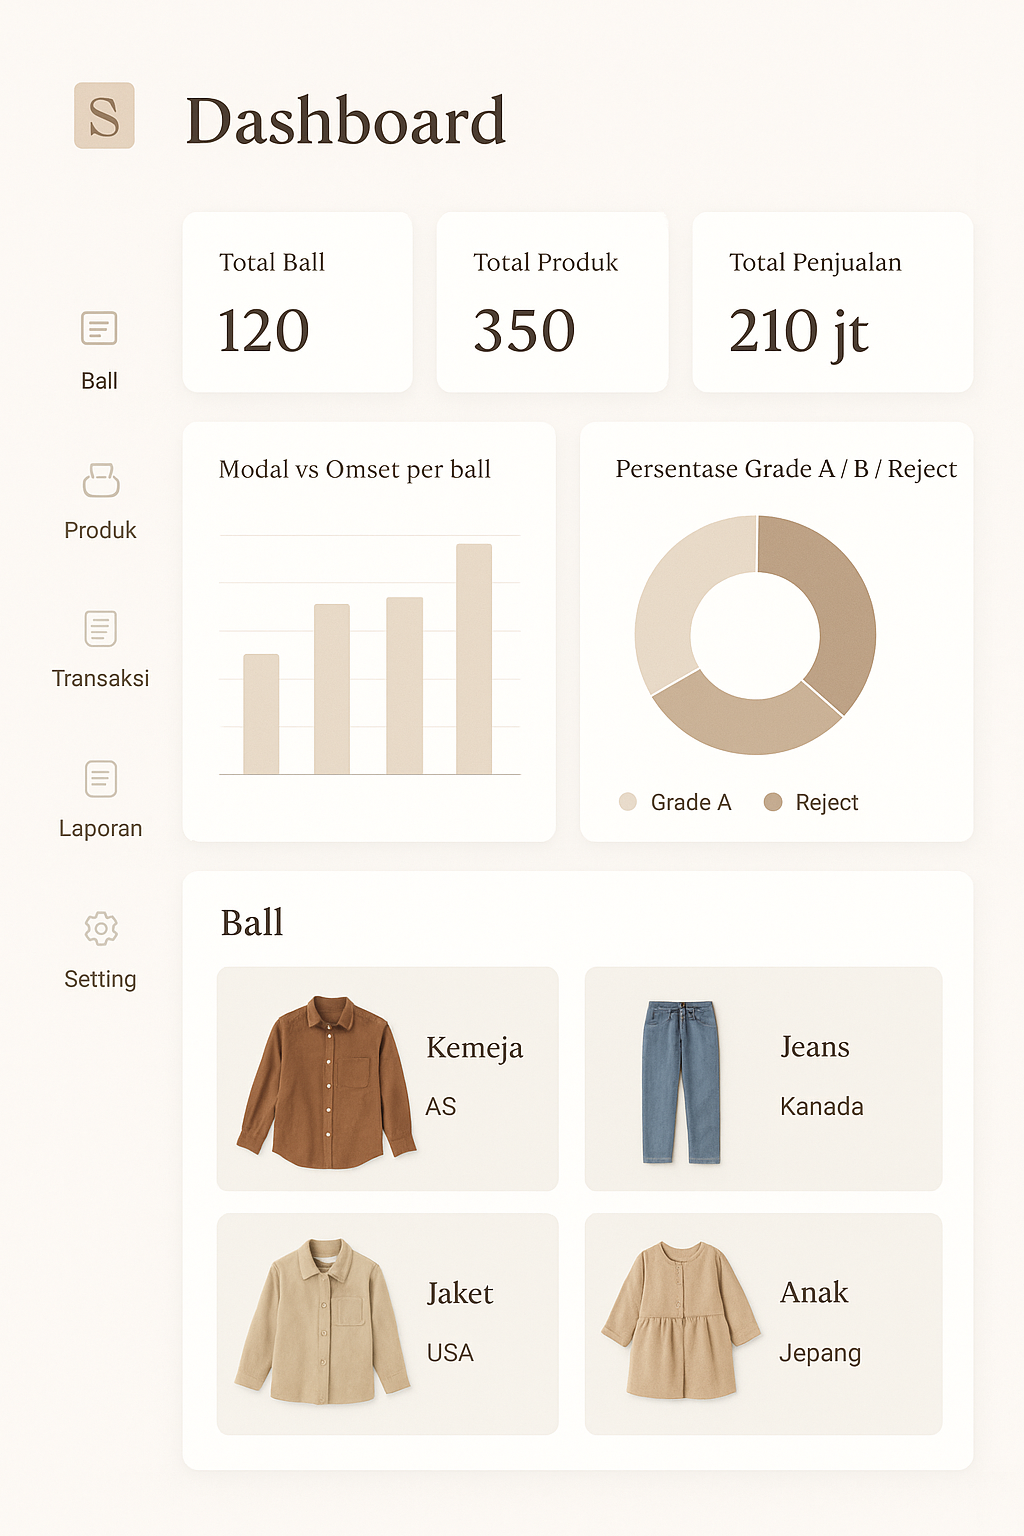 S
Dashboard
Total Ball
120
Total Produk
350
Total Penjualan
210 jt
Ball
Produk
Transaksi
Laporan
Setting
Modal vs Omset per ball
Persentase Grade A / B / Reject
Grade A
Reject
Ball
Kemeja
AS
Jeans
Kanada
Jaket
USA
Anak
Jepang